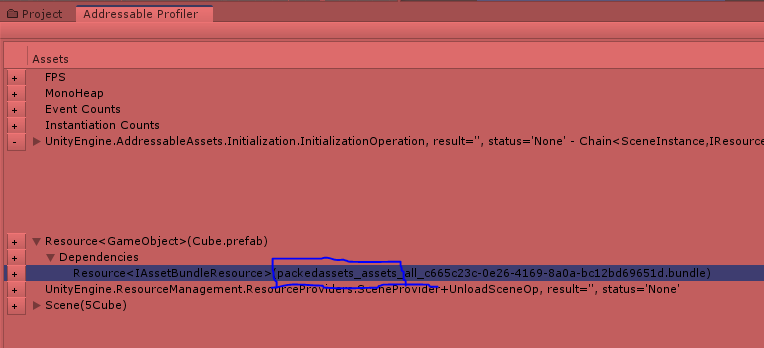 Project
Addressable Profiler
Assets
+ FPS
+ MonoHeap
+ Event Counts
+ Instantiation Counts
- UnityEngine.AddressableAssets.Initialization.InitializationOperation, result='', status='None' - Chain<SceneInstance,IResource
+ Resource<GameObject>(Cube.prefab)
+ Dependencies
+ Resource<IAssetBundleResource>(packedassets_assets_all_c665c23c-0e26-4169-8a0a-bc12bd69651d.bundle)
+ UnityEngine.ResourceManagement.ResourceProviders.SceneProvider+UnloadSceneOp, result='', status='None'
+ Scene(5Cube)